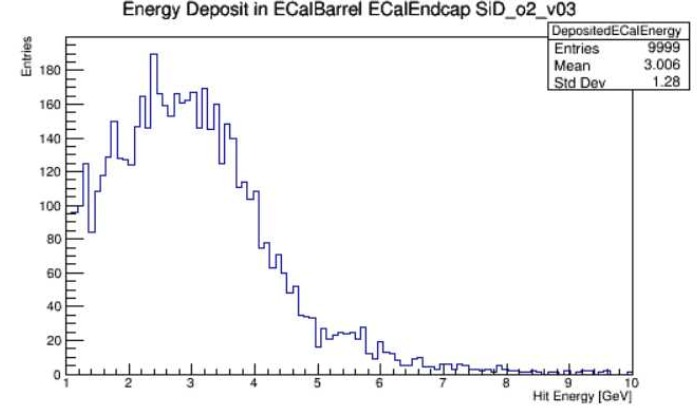 Energy Deposit in ECalBarrel ECalEndcap SiD_o2_v03
DepositedECalEnergy
Entries 9999
Mean 3.006
Std Dev 1.28
Entries
180
160
140
120
100
80
60
40
20
0
1 2 3 4 5 6 7 8 9 10
Hit Energy [GeV]